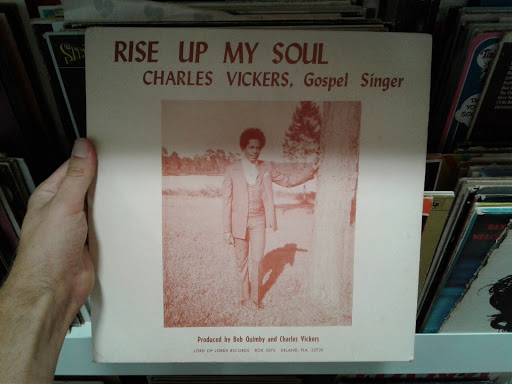 RISE UP MY SOUL
CHARLES VICKERS, Gospel Singer
Produced by Bob Quimby and Charles Vickers
LORD OF LORDS RECORDS BOX 2676 DELAND, FLA. 32720